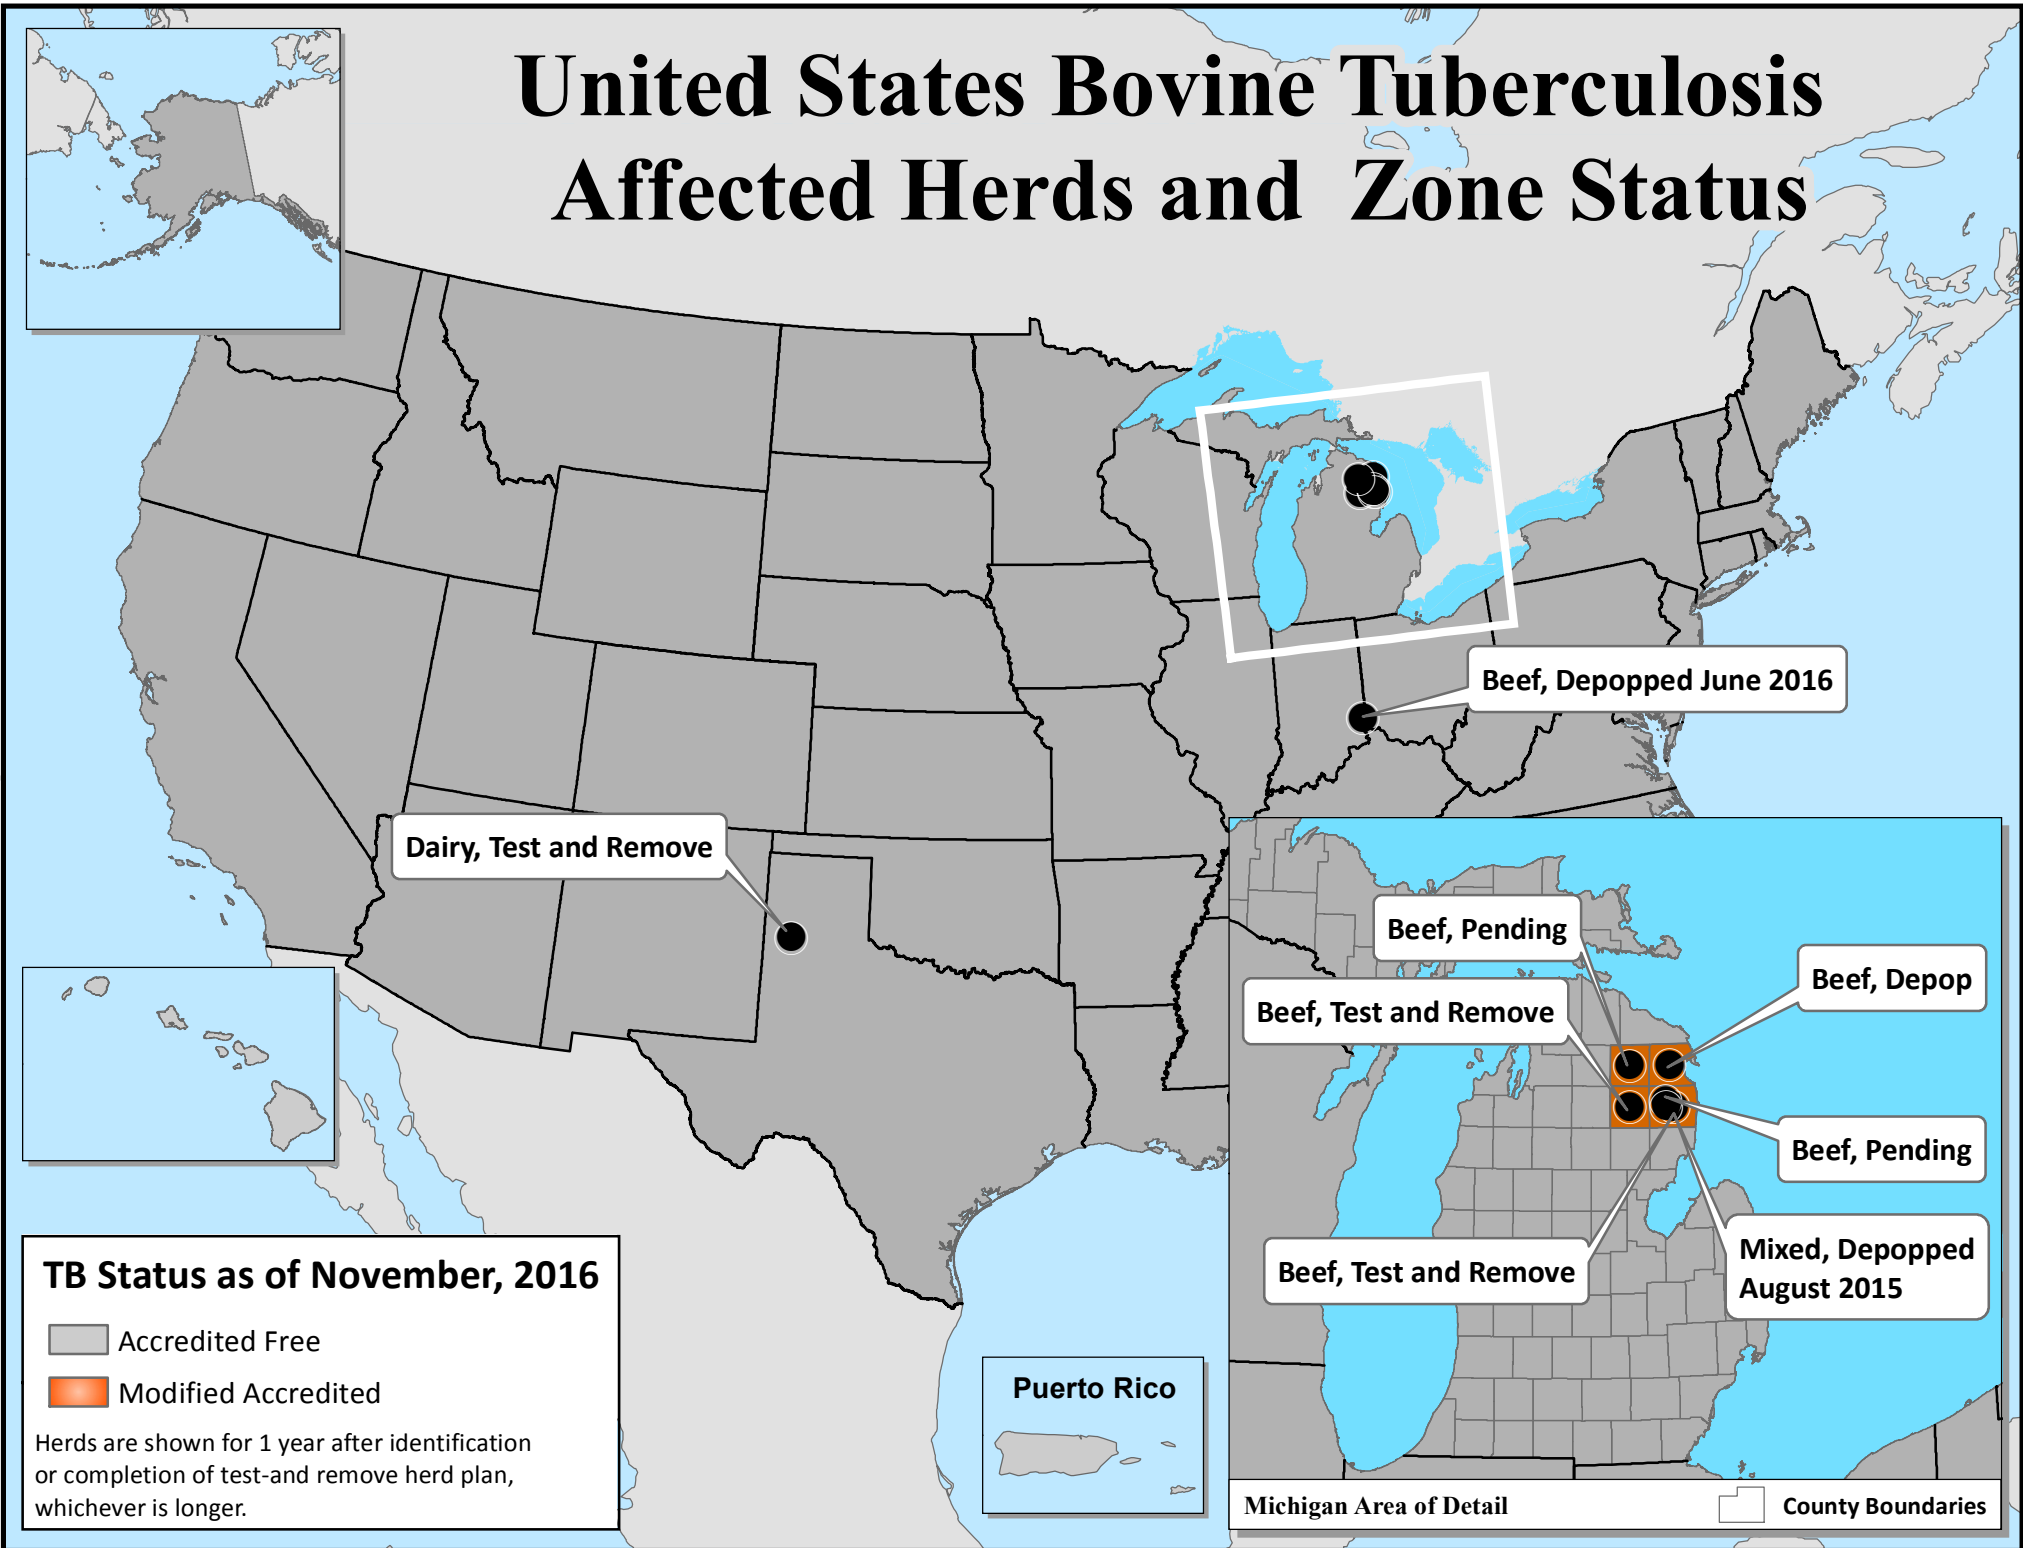 United States Bovine Tuberculosis
Affected Herds and Zone Status
Beef, Depopped June 2016
Dairy, Test and Remove
Beef, Pending
Beef, Depop
Beef, Test and Remove
Beef, Pending
Mixed, Depopped
August 2015
Beef, Test and Remove
TB Status as of November, 2016
Accredited Free
Modified Accredited
Herds are shown for 1 year after identification
or completion of test-and remove herd plan,
whichever is longer.
Puerto Rico
Michigan Area of Detail
County Boundaries